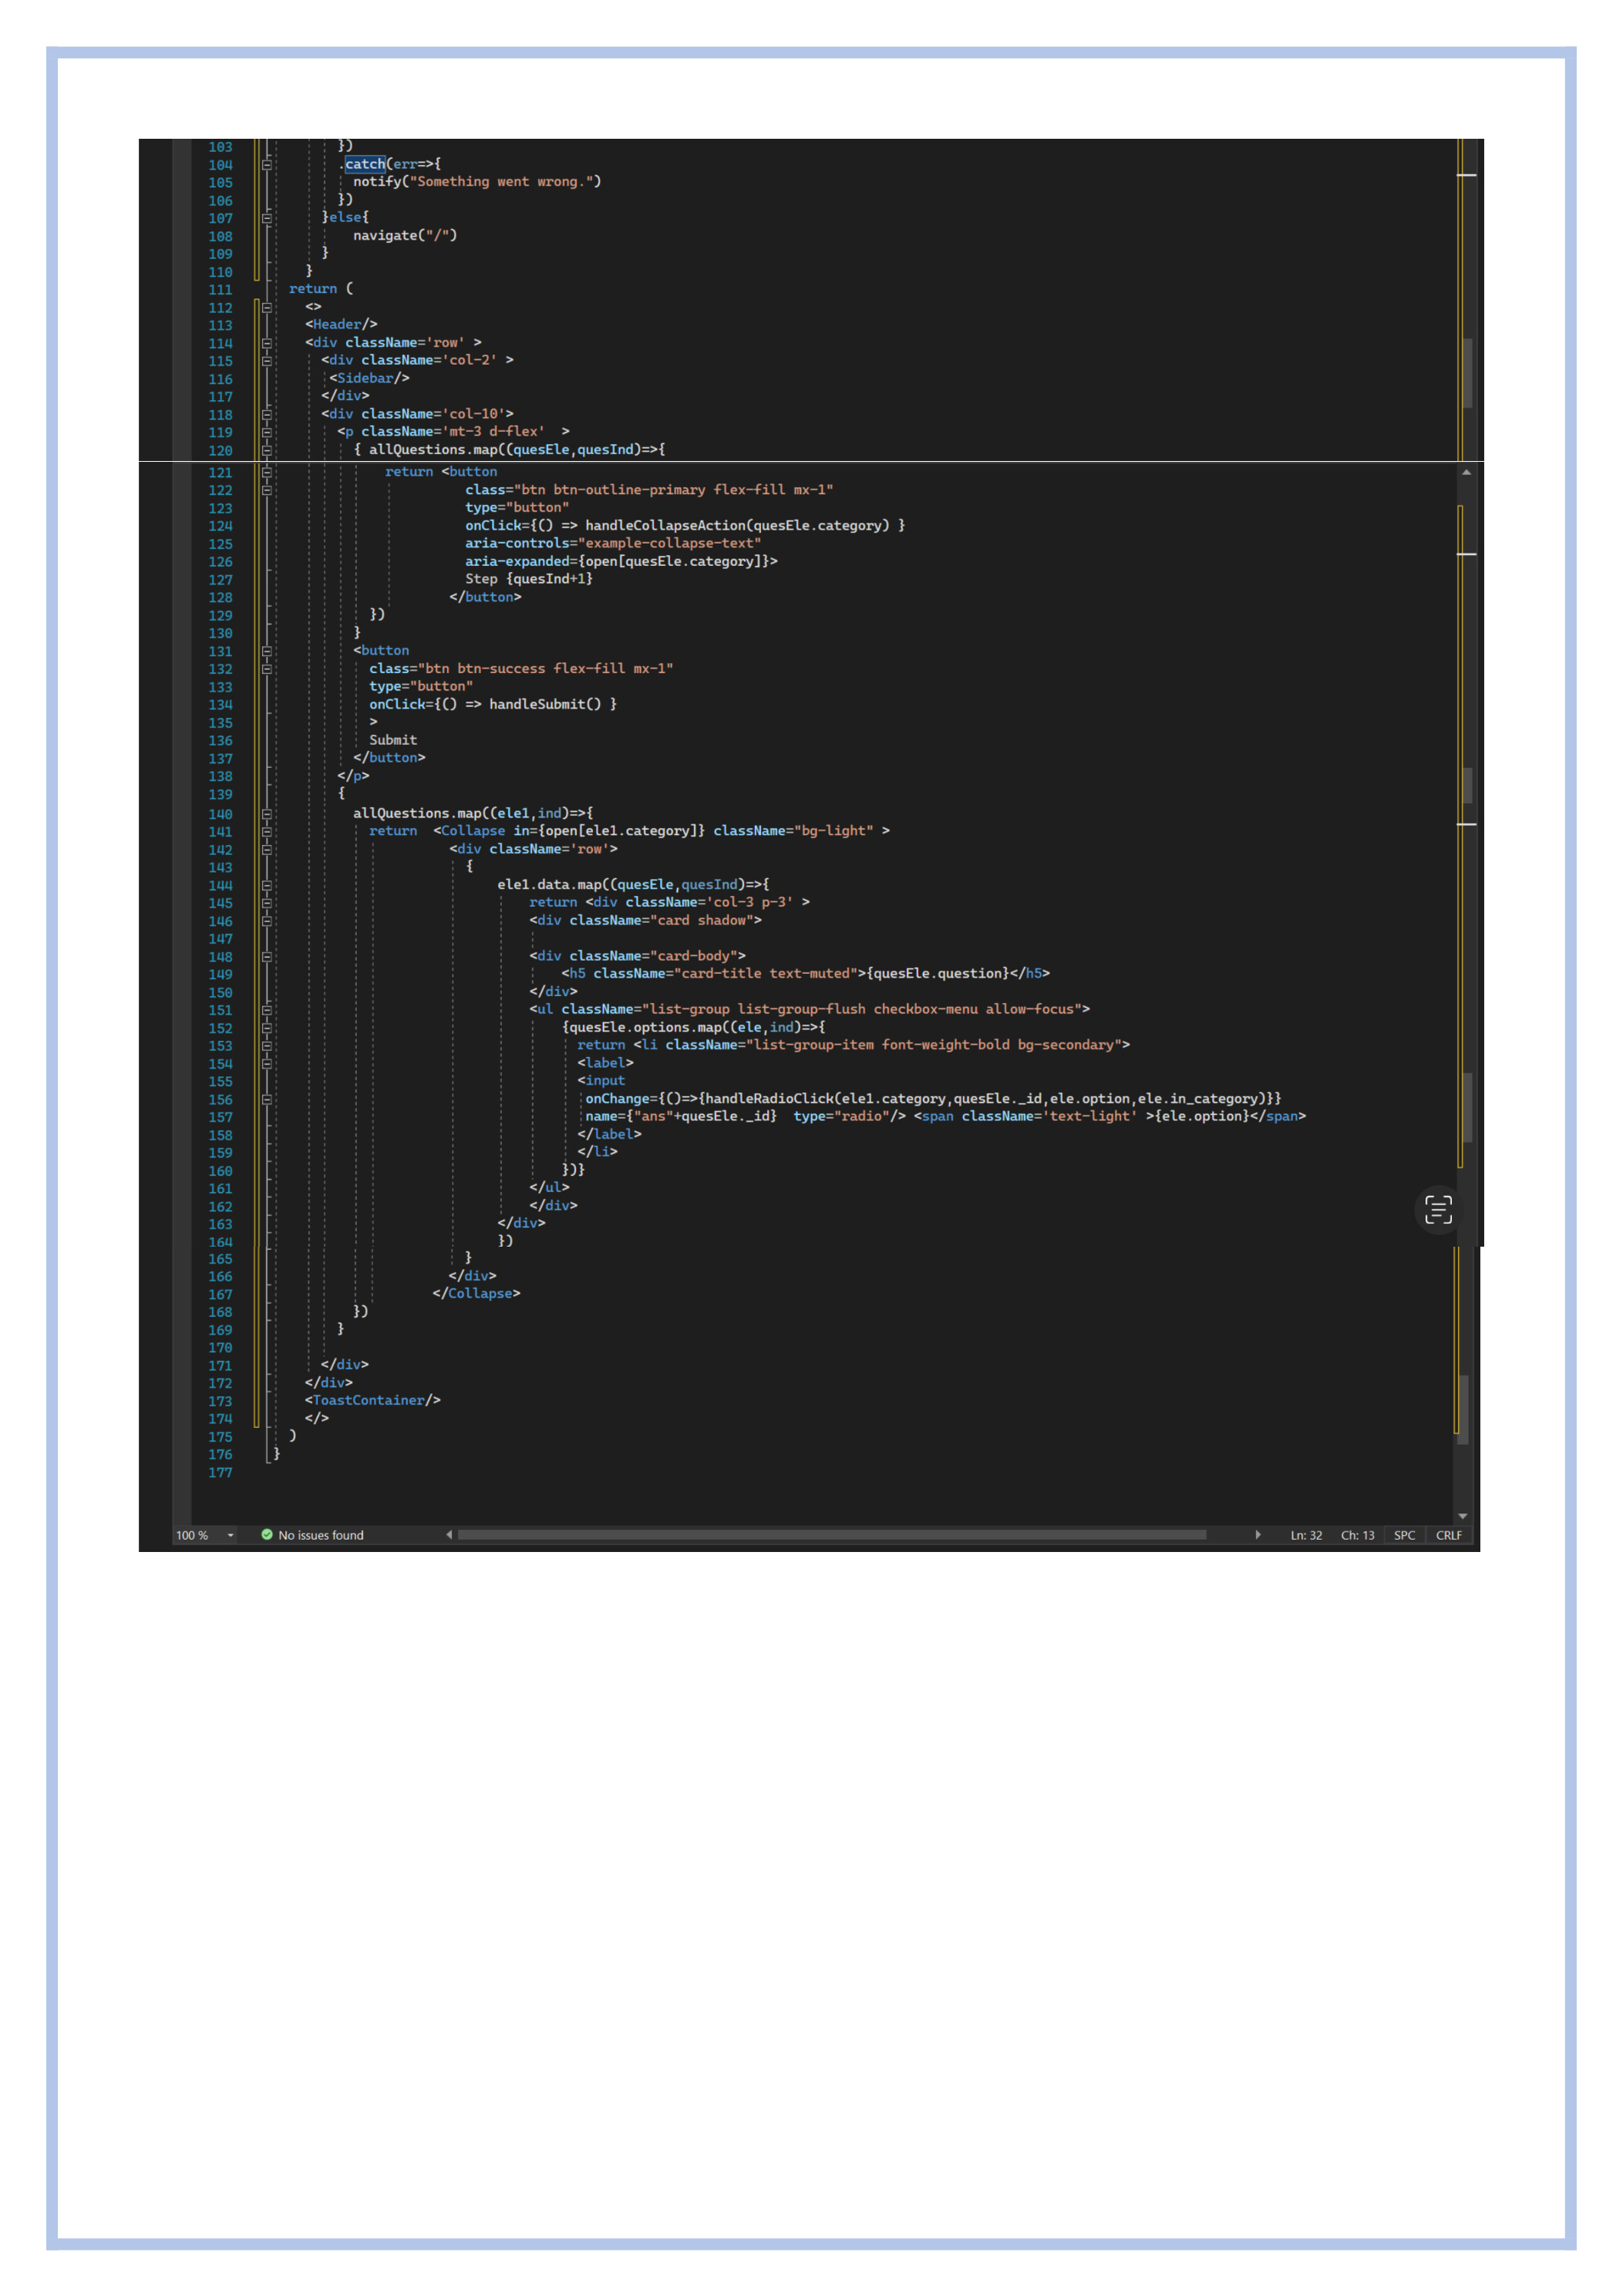 103 })
104 .catch(err=>{
105 notify("Something went wrong.")
106 })
107 }else{
108 navigate("/")
109 }
110 }
111 return (
112 <>
113 <Header/>
114 <div className='row' >
115 <div className='col-2' >
116 <Sidebar/>
117 </div>
118 <div className='col-10'>
119 <p className='mt-3 d-flex'  >
120 { allQuestions.map((quesEle,quesInd)=>{
121 return <button
122 class="btn btn-outline-primary flex-fill mx-1"
123 type="button"
124 onClick={() => handleCollapseAction(quesEle.category) }
125 aria-controls="example-collapse-text"
126 aria-expanded={open[quesEle.category]}>
127 Step {quesInd+1}
128 </button>
129 })
130 }
131 <button
132 class="btn btn-success flex-fill mx-1"
133 type="button"
134 onClick={() => handleSubmit() }
135 >
136 Submit
137 </button>
138 </p>
139 {
140 allQuestions.map((ele1,ind)=>{
141 return  <Collapse in={open[ele1.category]} className="bg-light" >
142 <div className='row'>
143 {
144 ele1.data.map((quesEle,quesInd)=>{
145 return <div className='col-3 p-3' >
146 <div className="card shadow">
147
148 <div className="card-body">
149 <h5 className="card-title text-muted">{quesEle.question}</h5>
150 </div>
151 <ul className="list-group list-group-flush checkbox-menu allow-focus">
152 {quesEle.options.map((ele,ind)=>{
153 return <li className="list-group-item font-weight-bold bg-secondary">
154 <label>
155 <input
156 onChange={()=>{handleRadioClick(ele1.category,quesEle._id,ele.option,ele.in_category)}}
157 name={"ans"+quesEle._id}  type="radio"/> <span className='text-light' >{ele.option}</span>
158 </label>
159 </li>
160 })}
161 </ul>
162 </div>
163 </div>
164 })
165 }
166 </div>
167 </Collapse>
168 })
169 }
170
171 </div>
172 </div>
173 <ToastContainer/>
174 </>
175 )
176 }
177
100 % No issues found Ln: 32 Ch: 13 SPC CRLF